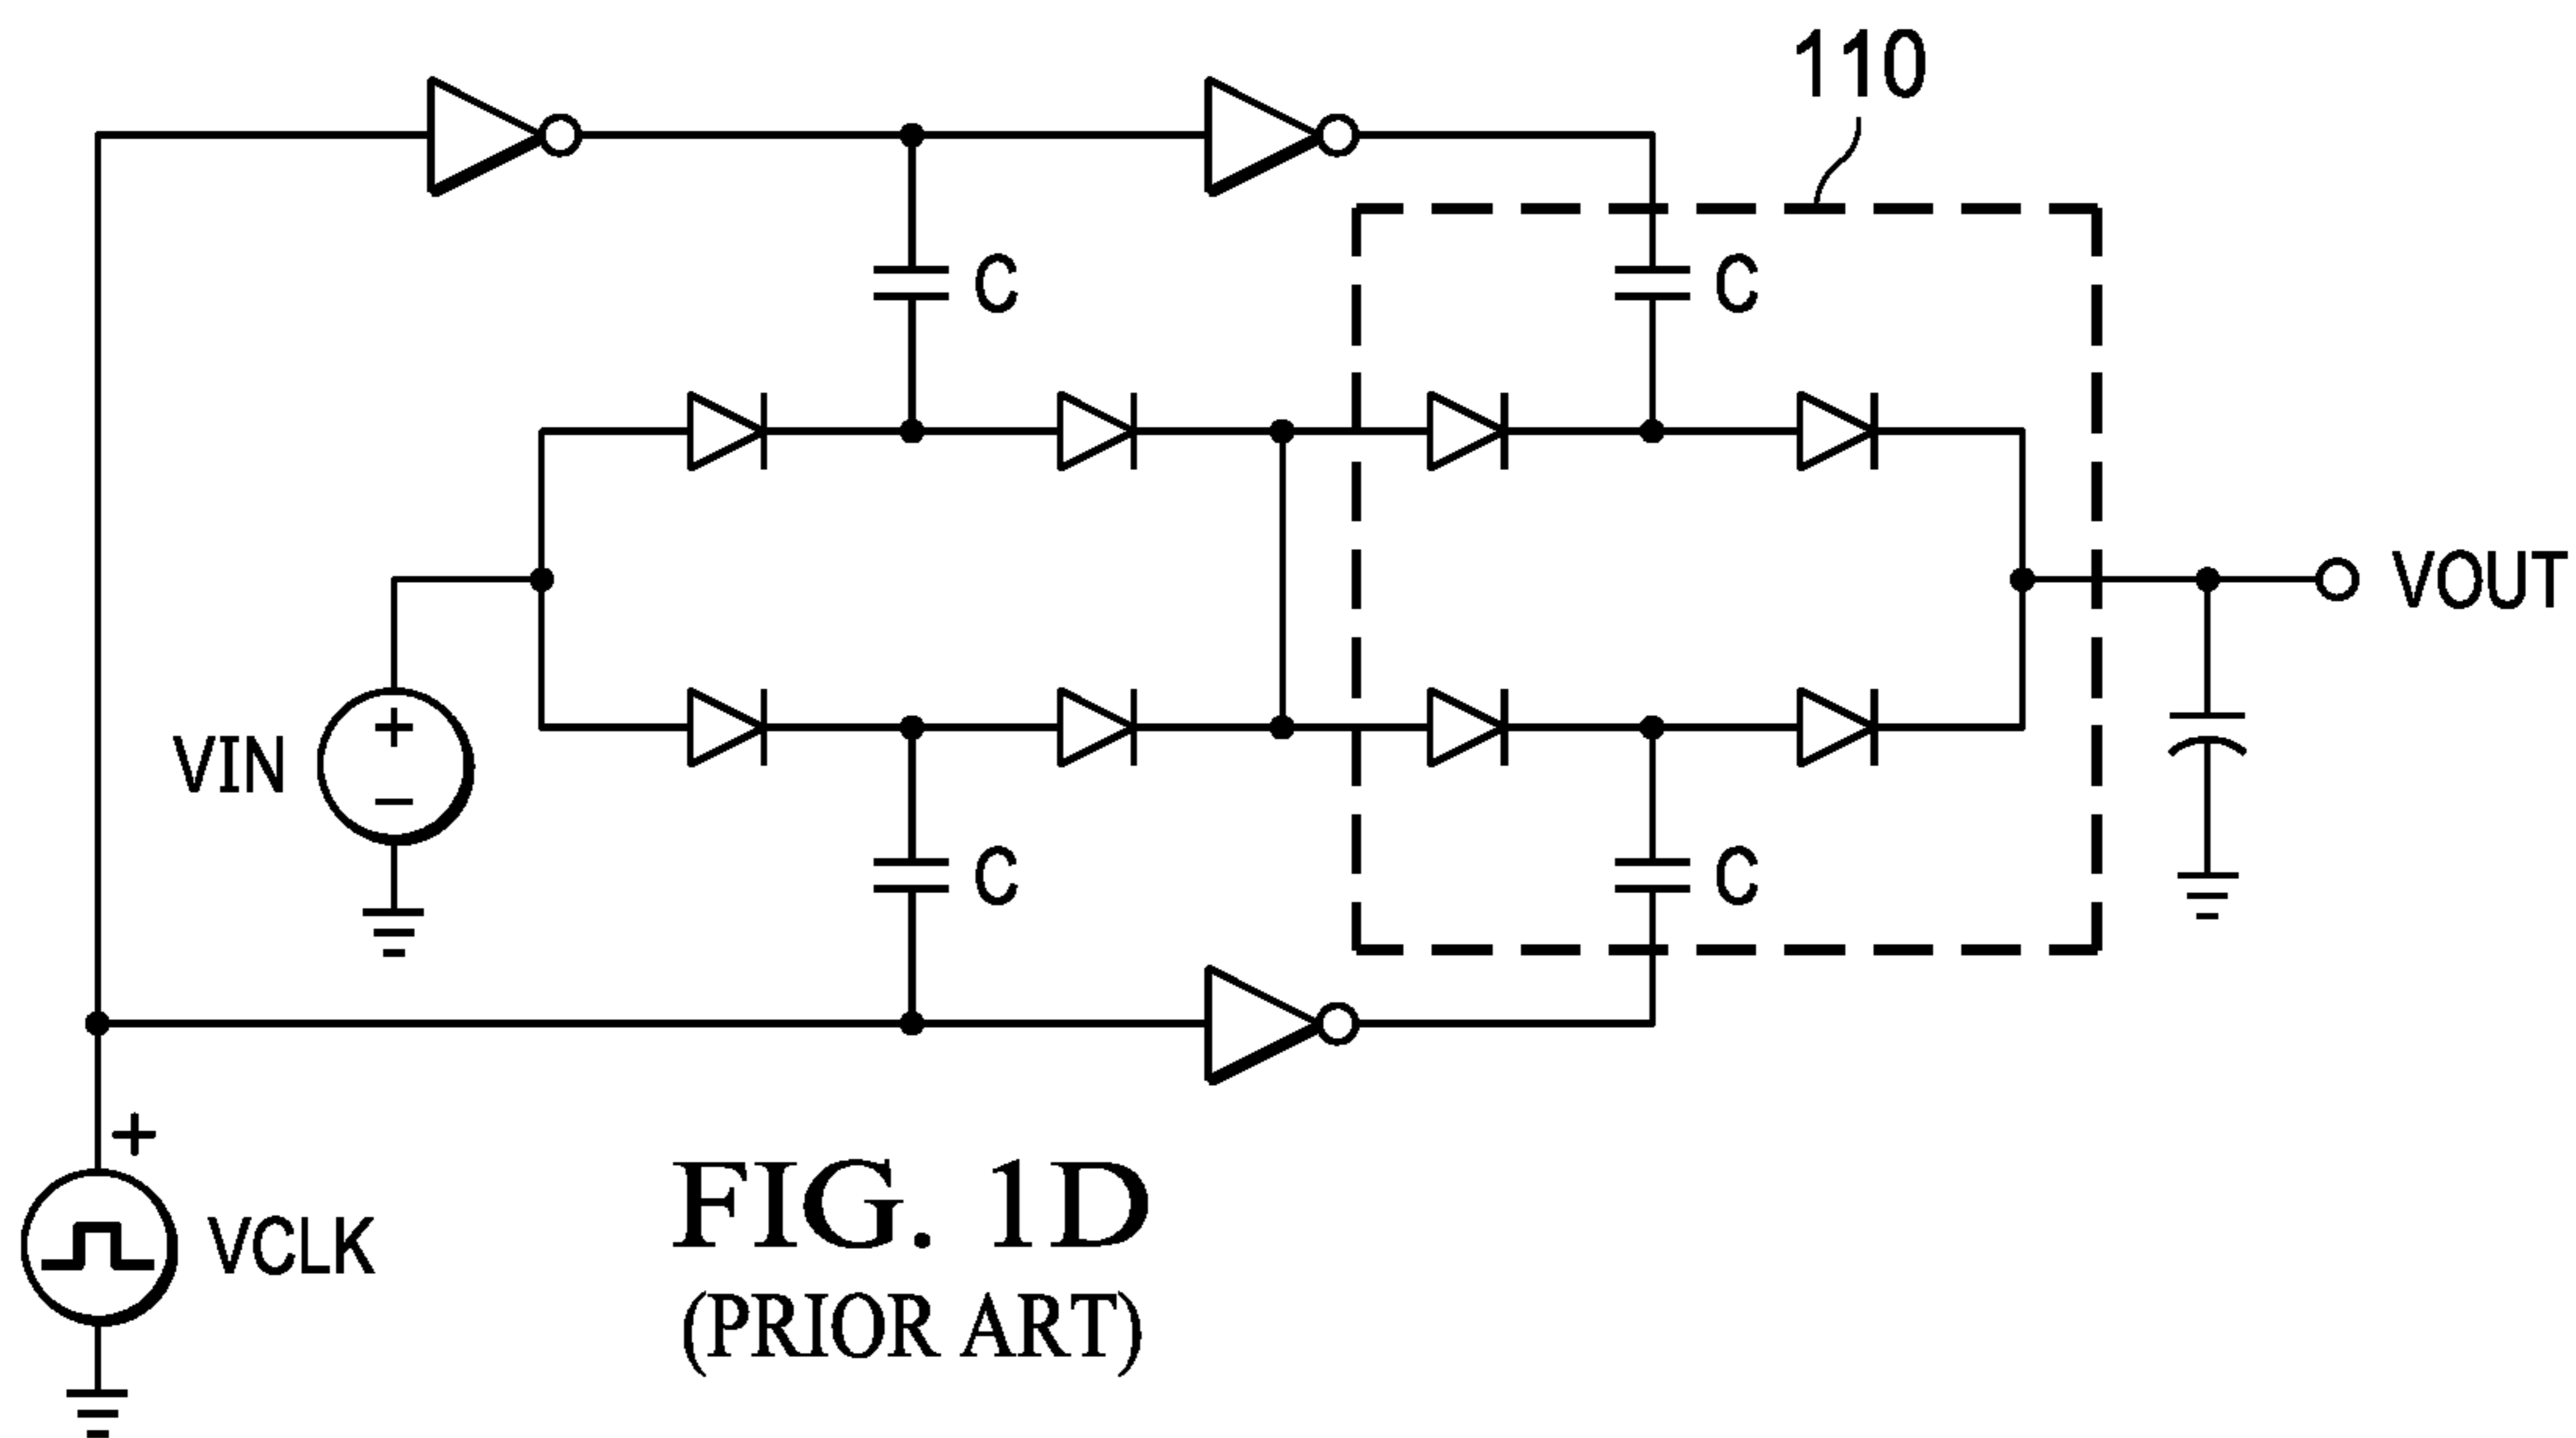 110
C
C
VOUT
VIN
+
−
C
C
+
VCLK
FIG. 1D
(PRIOR ART)